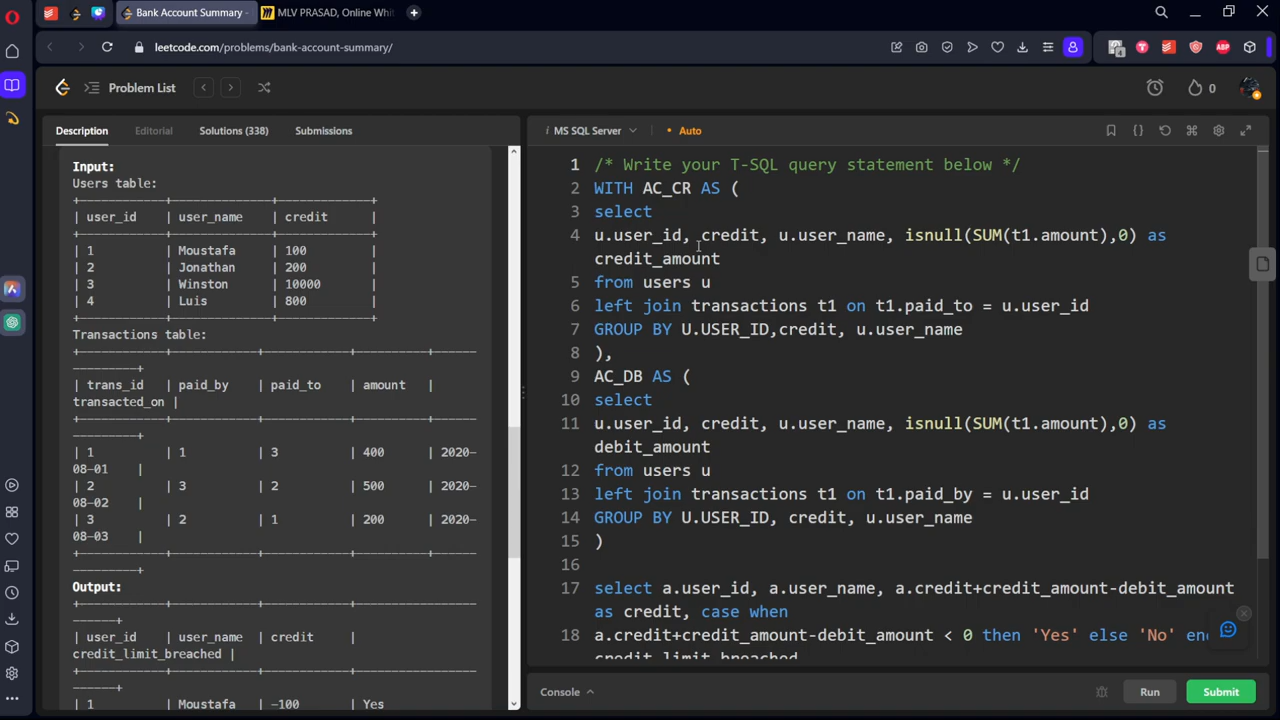 Bank Account Summary -
MLV PRASAD, Online Whit
leetcode.com/problems/bank-account-summary/
4
ABP
Problem List
0
Description
Editorial
Solutions (338)
Submissions
Input:
Users table:
+-----------+--------------+-------------+
| user_id | user_name | credit |
+-----------+--------------+-------------+
| 1 | Moustafa | 100 |
| 2 | Jonathan | 200 |
| 3 | Winston | 10000 |
| 4 | Luis | 800 |
+-----------+--------------+-------------+
Transactions table:
+-----------+----------+----------+--------+-----
---------+
| trans_id | paid_by | paid_to | amount |
transacted_on |
+-----------+----------+----------+--------+-----
---------+
| 1 | 1 | 3 | 400 | 2020-
08-01 |
| 2 | 3 | 2 | 500 | 2020-
08-02 |
| 3 | 2 | 1 | 200 | 2020-
08-03 |
+-----------+----------+----------+--------+-----
---------+
Output:
+-----------+-----------+-----------+-----------
------+
| user_id | user_name | credit |
credit_limit_breached |
+-----------+-----------+-----------+-----------
------+
| 1 | Moustafa | -100 | Yes
i MS SQL Server
• Auto
1 /* Write your T-SQL query statement below */
2 WITH AC_CR AS (
3 select
4 u.user_id, credit, u.user_name, isnull(SUM(t1.amount),0) as
credit_amount
5 from users u
6 left join transactions t1 on t1.paid_to = u.user_id
7 GROUP BY U.USER_ID,credit, u.user_name
8 ),
9 AC_DB AS (
10 select
11 u.user_id, credit, u.user_name, isnull(SUM(t1.amount),0) as
debit_amount
12 from users u
13 left join transactions t1 on t1.paid_by = u.user_id
14 GROUP BY U.USER_ID, credit, u.user_name
15 )
16
17 select a.user_id, a.user_name, a.credit+credit_amount-debit_amount
as credit, case when
18 a.credit+credit_amount-debit_amount < 0 then 'Yes' else 'No' en
credit_limit_breached
Console
Run
Submit